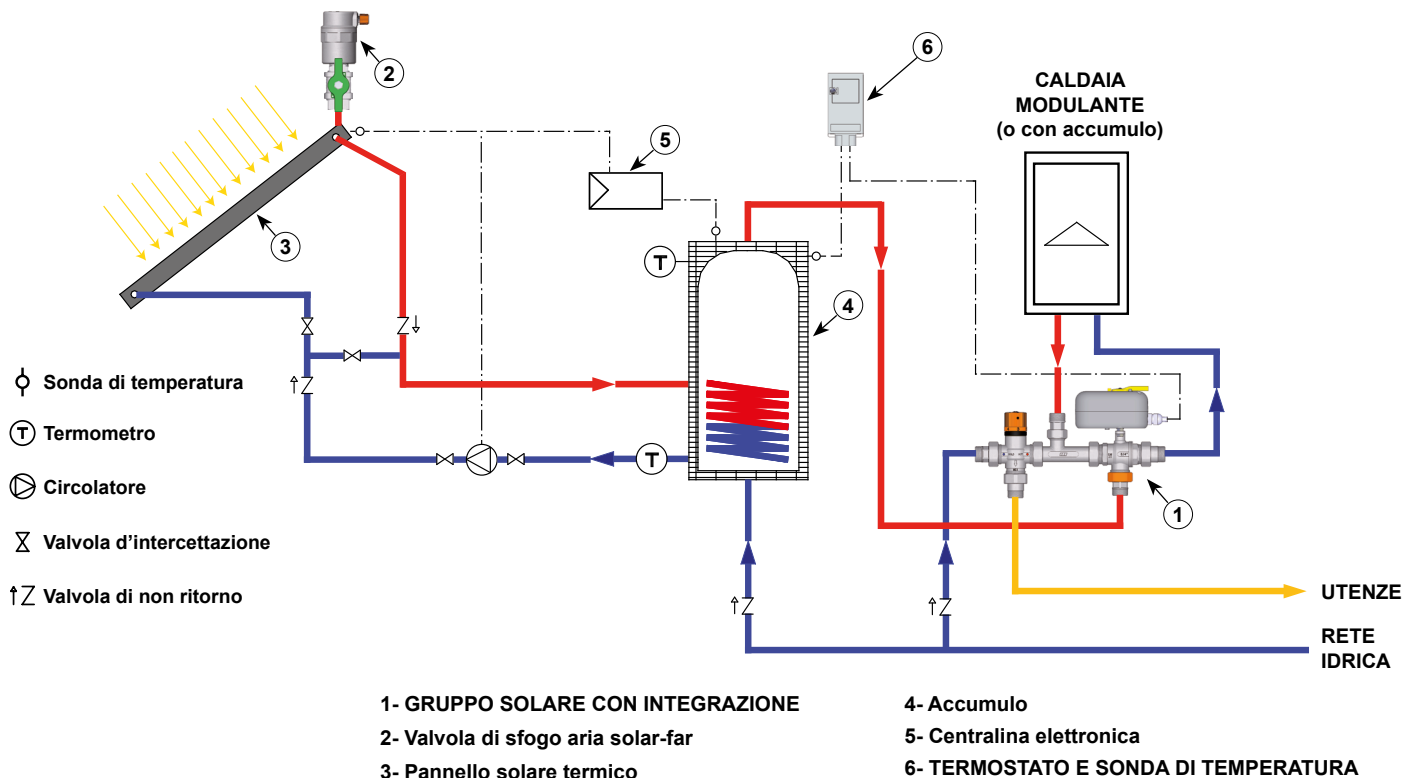 2
6
CALDAIA
MODULANTE
(o con accumulo)
5
3
T
4
Sonda di temperatura
T Termometro
T
Circolatore
1
Valvola d'intercettazione
Valvola di non ritorno
UTENZE
RETE
IDRICA
1- GRUPPO SOLARE CON INTEGRAZIONE
2- Valvola di sfogo aria solar-far
3- Pannello solare termico
4- Accumulo
5- Centralina elettronica
6- TERMOSTATO E SONDA DI TEMPERATURA